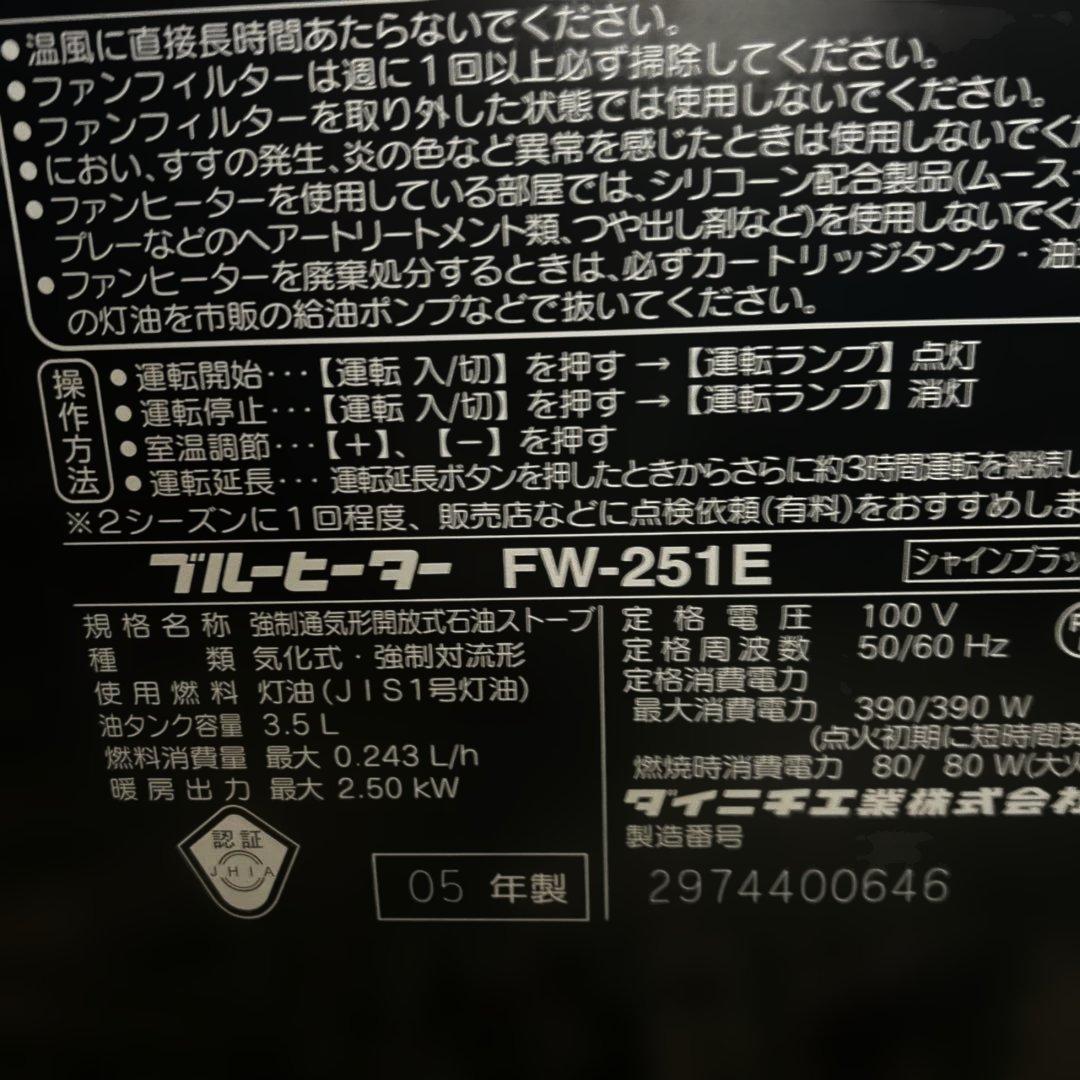 ●温風に直接長時間あたらないでください。
●ファンフィルターは週に1回以上必ず掃除してください。
●ファンフィルターを取り外した状態では使用しないでください。
●におい、すすの発生、炎の色など異常を感じたときは使用しないでくだ
●ファンヒーターを使用している部屋では、シリコーン配合製品(ムース・
プレーなどのヘアートリートメント類、つや出し剤など)を使用しないでくだ
●ファンヒーターを廃棄処分するときは、必ずカートリッジタンク・油
の灯油を市販の給油ポンプなどで抜いてください。
操作方法
●運転開始・・・【運転 入/切】を押す→【運転ランプ】点灯
●運転停止・・・【運転 入/切】を押す→【運転ランプ】消灯
●室温調節・・・【+】、【-】を押す
●運転延長・・・運転延長ボタンを押したときからさらに約3時間運転を継続し
※2シーズンに1回程度、販売店などに点検依頼(有料)をおすすめしま
ブルーヒーター FW-251E シャインブラッ
規格名称 強制通気形開放式石油ストーブ
種類 気化式・強制対流形
使用燃料 灯油(JIS1号灯油)
油タンク容量 3.5 L
燃料消費量 最大 0.243 L/h
暖房出力 最大 2.50 kW
認証
JHIA
05 年製
定格電圧 100 V
定格周波数 50/60 Hz
定格消費電力
最大消費電力 390/390 W
(点火初期に短時間発
燃焼時消費電力 80/ 80 W(大火
ダイニチ工業株式会社
製造番号
2974400646